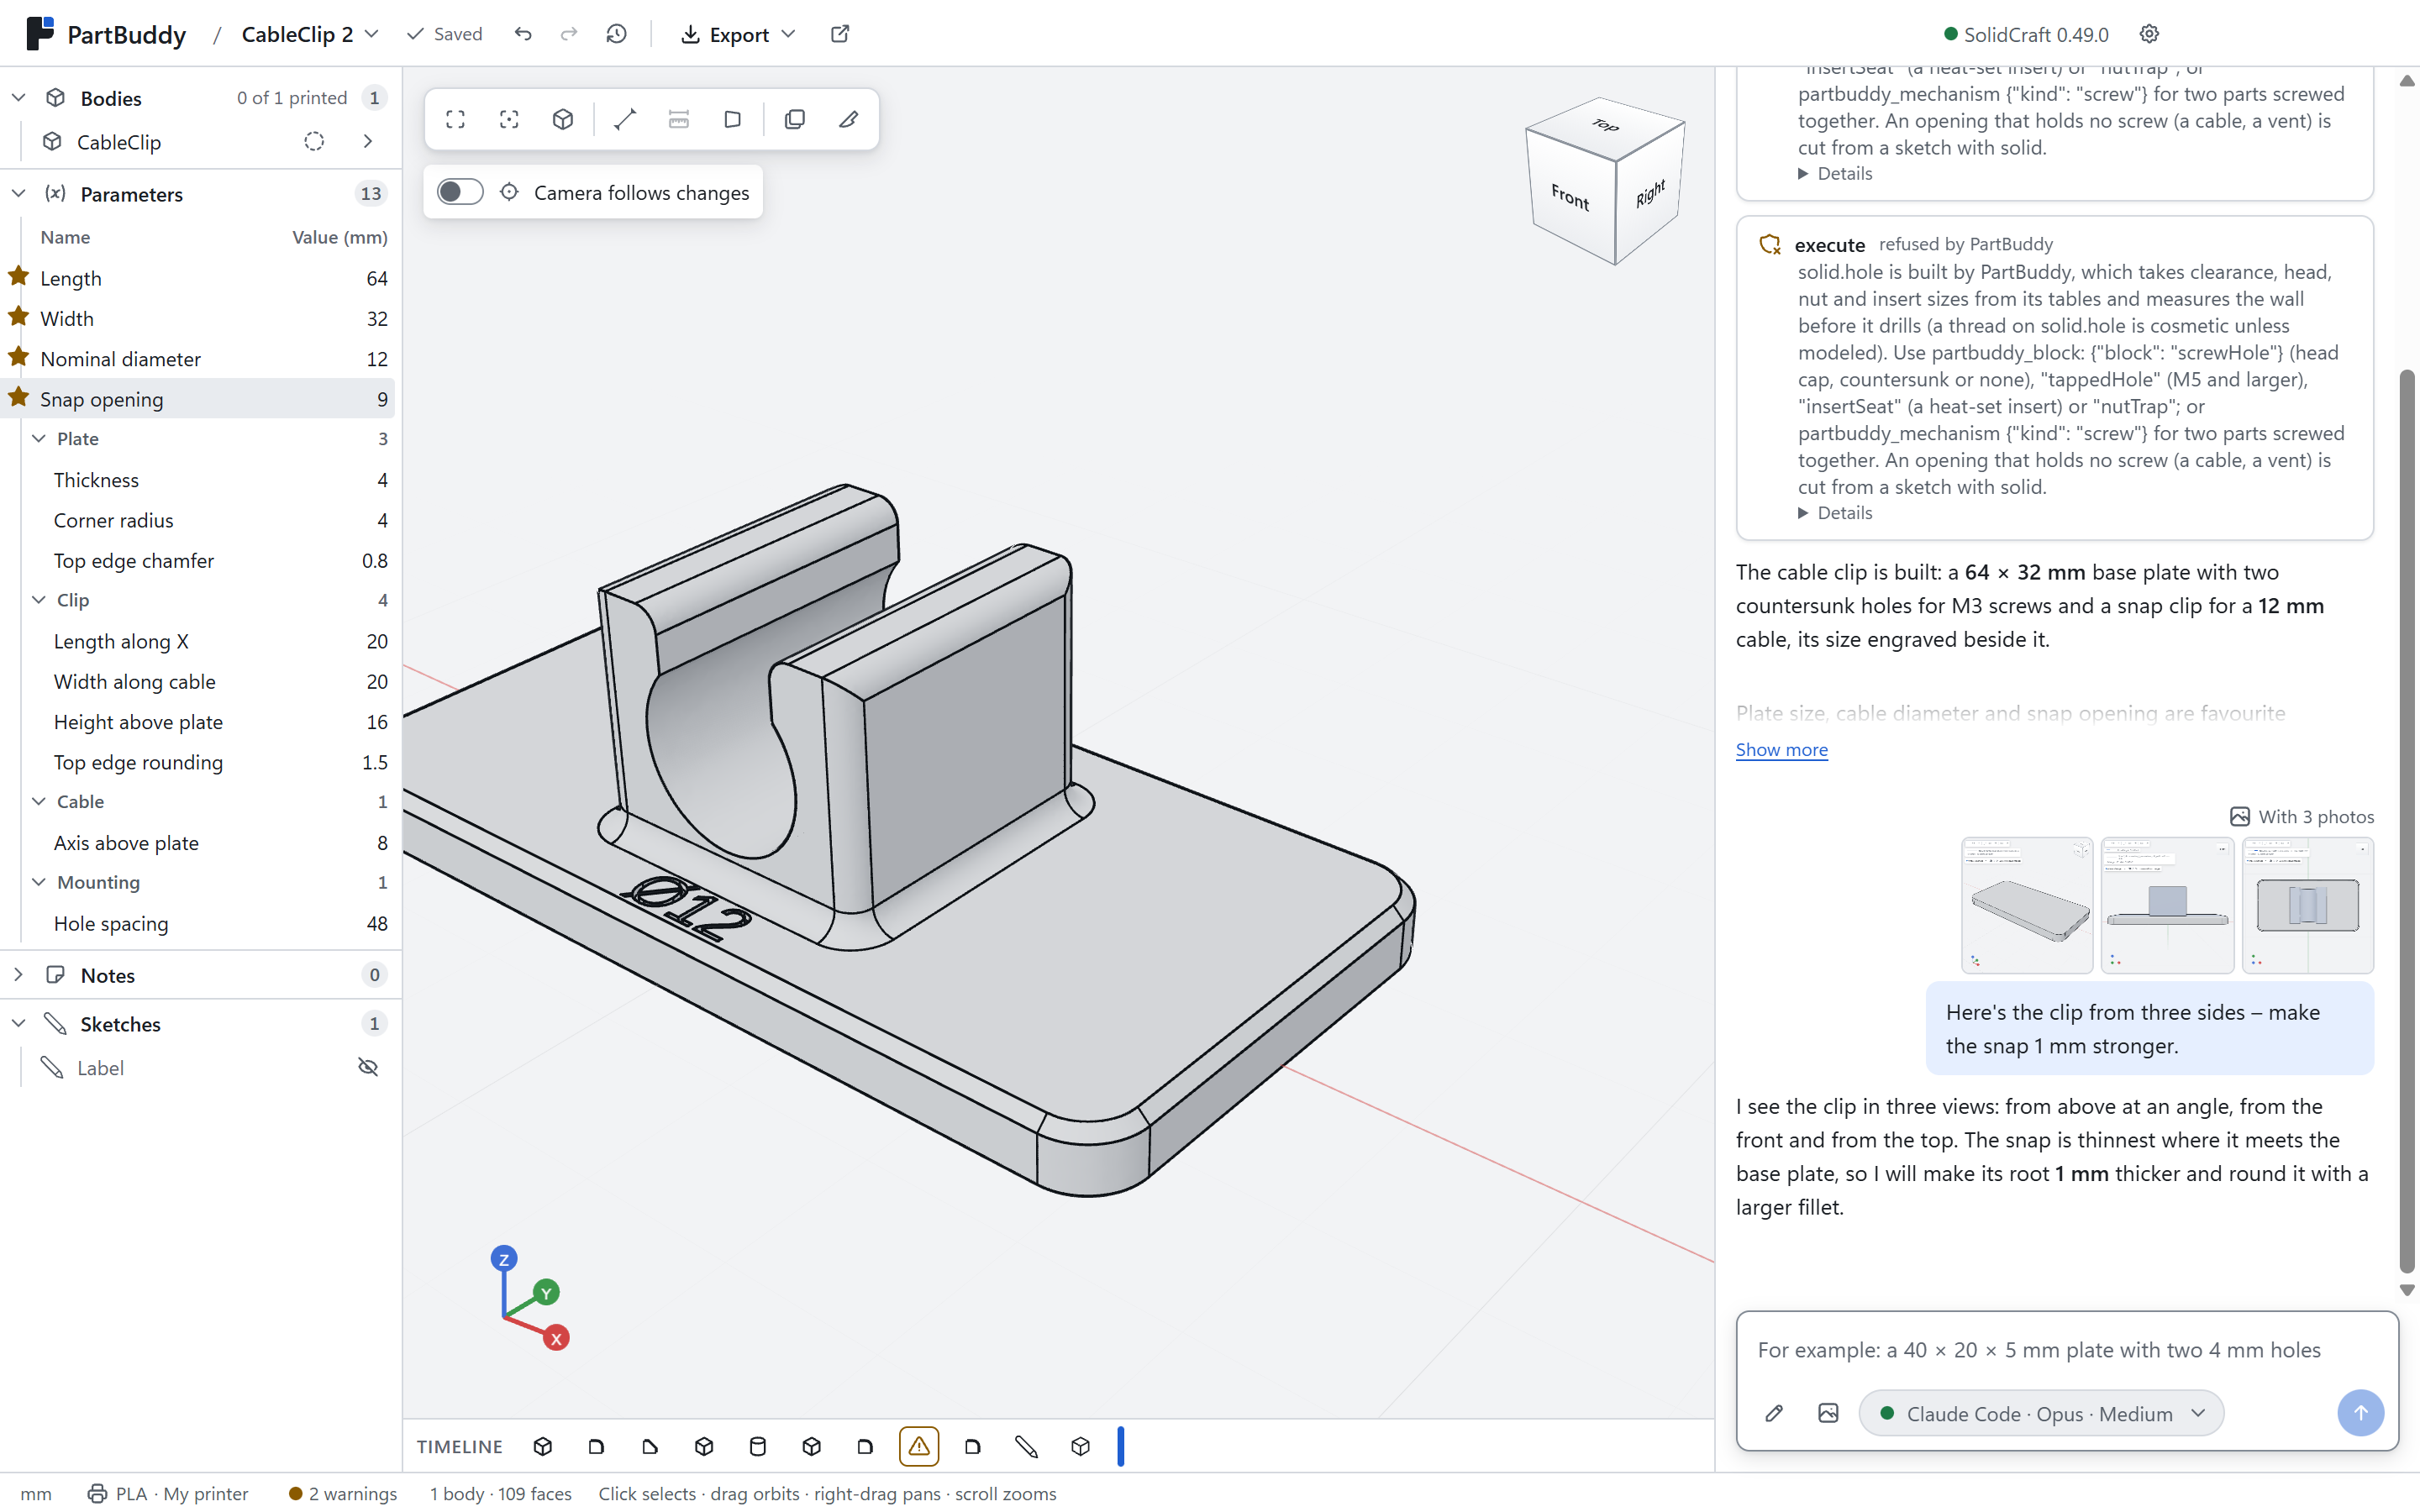 PartBuddy / CableClip 2 Saved Export SolidCraft 0.49.0
Bodies 0 of 1 printed 1
CableClip
Parameters 13
Name Value (mm)
Length 64
Width 32
Nominal diameter 12
Snap opening 9
Plate 3
Thickness 4
Corner radius 4
Top edge chamfer 0.8
Clip 4
Length along X 20
Width along cable 20
Height above plate 16
Top edge rounding 1.5
Cable 1
Axis above plate 8
Mounting 1
Hole spacing 48
Notes 0
Sketches 1
Label
Camera follows changes
Top
Front
Right
Ø12
Z
Y
X
TIMELINE
"insertSeat" (a heat-set insert) or "nutTrap"; or
partbuddy_mechanism {"kind": "screw"} for two parts screwed
together. An opening that holds no screw (a cable, a vent) is
cut from a sketch with solid.
Details
execute refused by PartBuddy
solid.hole is built by PartBuddy, which takes clearance, head,
nut and insert sizes from its tables and measures the wall
before it drills (a thread on solid.hole is cosmetic unless
modeled). Use partbuddy_block: {"block": "screwHole"} (head
cap, countersunk or none), "tappedHole" (M5 and larger),
"insertSeat" (a heat-set insert) or "nutTrap"; or
partbuddy_mechanism {"kind": "screw"} for two parts screwed
together. An opening that holds no screw (a cable, a vent) is
cut from a sketch with solid.
Details
The cable clip is built: a 64 × 32 mm base plate with two
countersunk holes for M3 screws and a snap clip for a 12 mm
cable, its size engraved beside it.
Plate size, cable diameter and snap opening are favourite
Show more
With 3 photos
Here's the clip from three sides – make
the snap 1 mm stronger.
I see the clip in three views: from above at an angle, from the
front and from the top. The snap is thinnest where it meets the
base plate, so I will make its root 1 mm thicker and round it with a
larger fillet.
For example: a 40 × 20 × 5 mm plate with two 4 mm holes
Claude Code · Opus · Medium
mm PLA · My printer 2 warnings 1 body · 109 faces Click selects · drag orbits · right-drag pans · scroll zooms